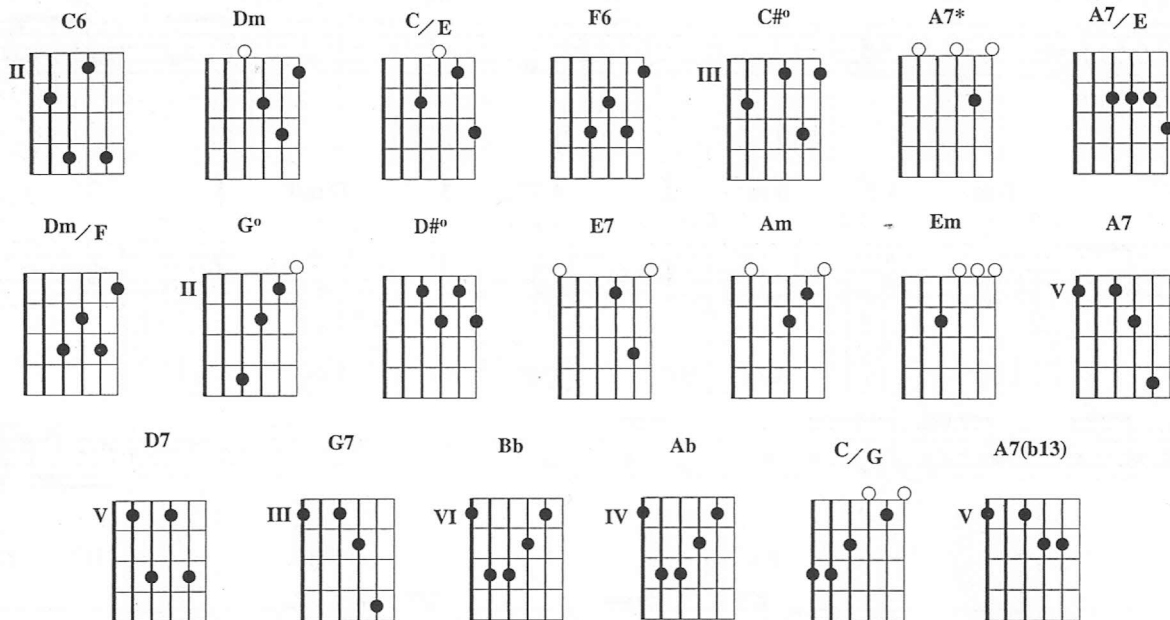 C6 Dm C/E F6 C#º A7* A7/E
II III
Dm/F Gº D#º E7 Am Em A7
II V
D7 G7 Bb Ab C/G A7(b13)
V III VI IV V